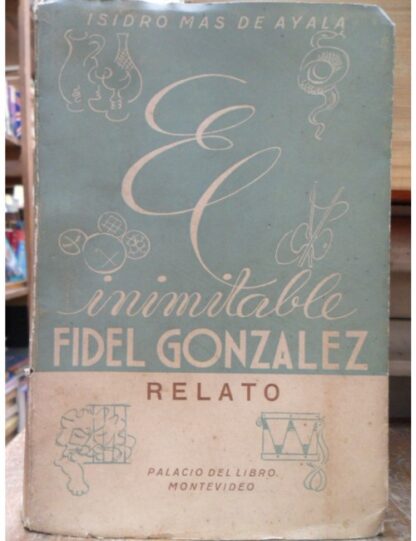 ISIDRO MAS DE AYALA
El
inimitable
FIDEL GONZALEZ
RELATO
PALACIO DEL LIBRO.
MONTEVIDEO